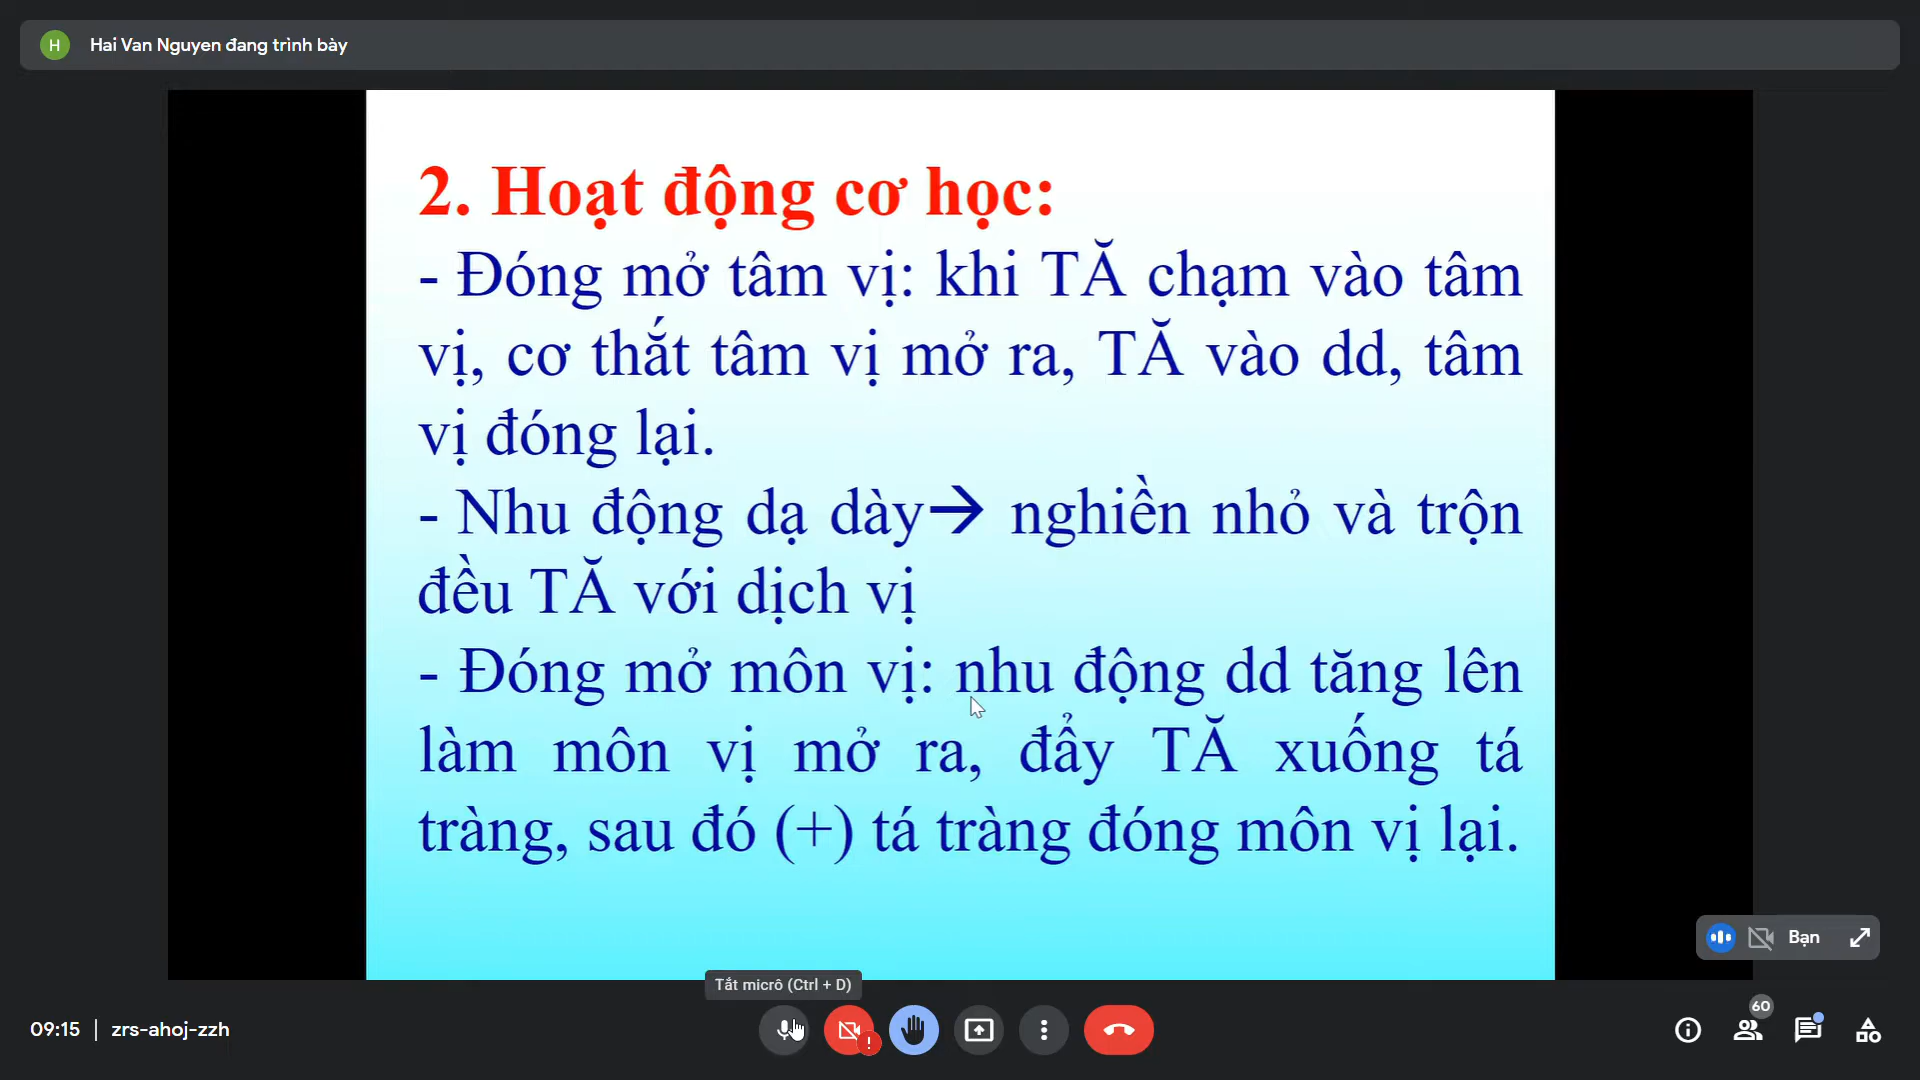 H
Hai Van Nguyen đang trình bày
2. Hoạt động cơ học:
- Đóng mở tâm vị: khi TĂ chạm vào tâm
vị, cơ thắt tâm vị mở ra, TĂ vào dd, tâm
vị đóng lại.
- Nhu động dạ dày→ nghiền nhỏ và trộn
đều TĂ với dịch vị
- Đóng mở môn vị: nhu động dd tăng lên
làm môn vị mở ra, đẩy TĂ xuống tá
tràng, sau đó (+) tá tràng đóng môn vị lại.
Bạn
Tắt micrô (Ctrl + D)
09:15 | zrs-ahoj-zzh
!
60